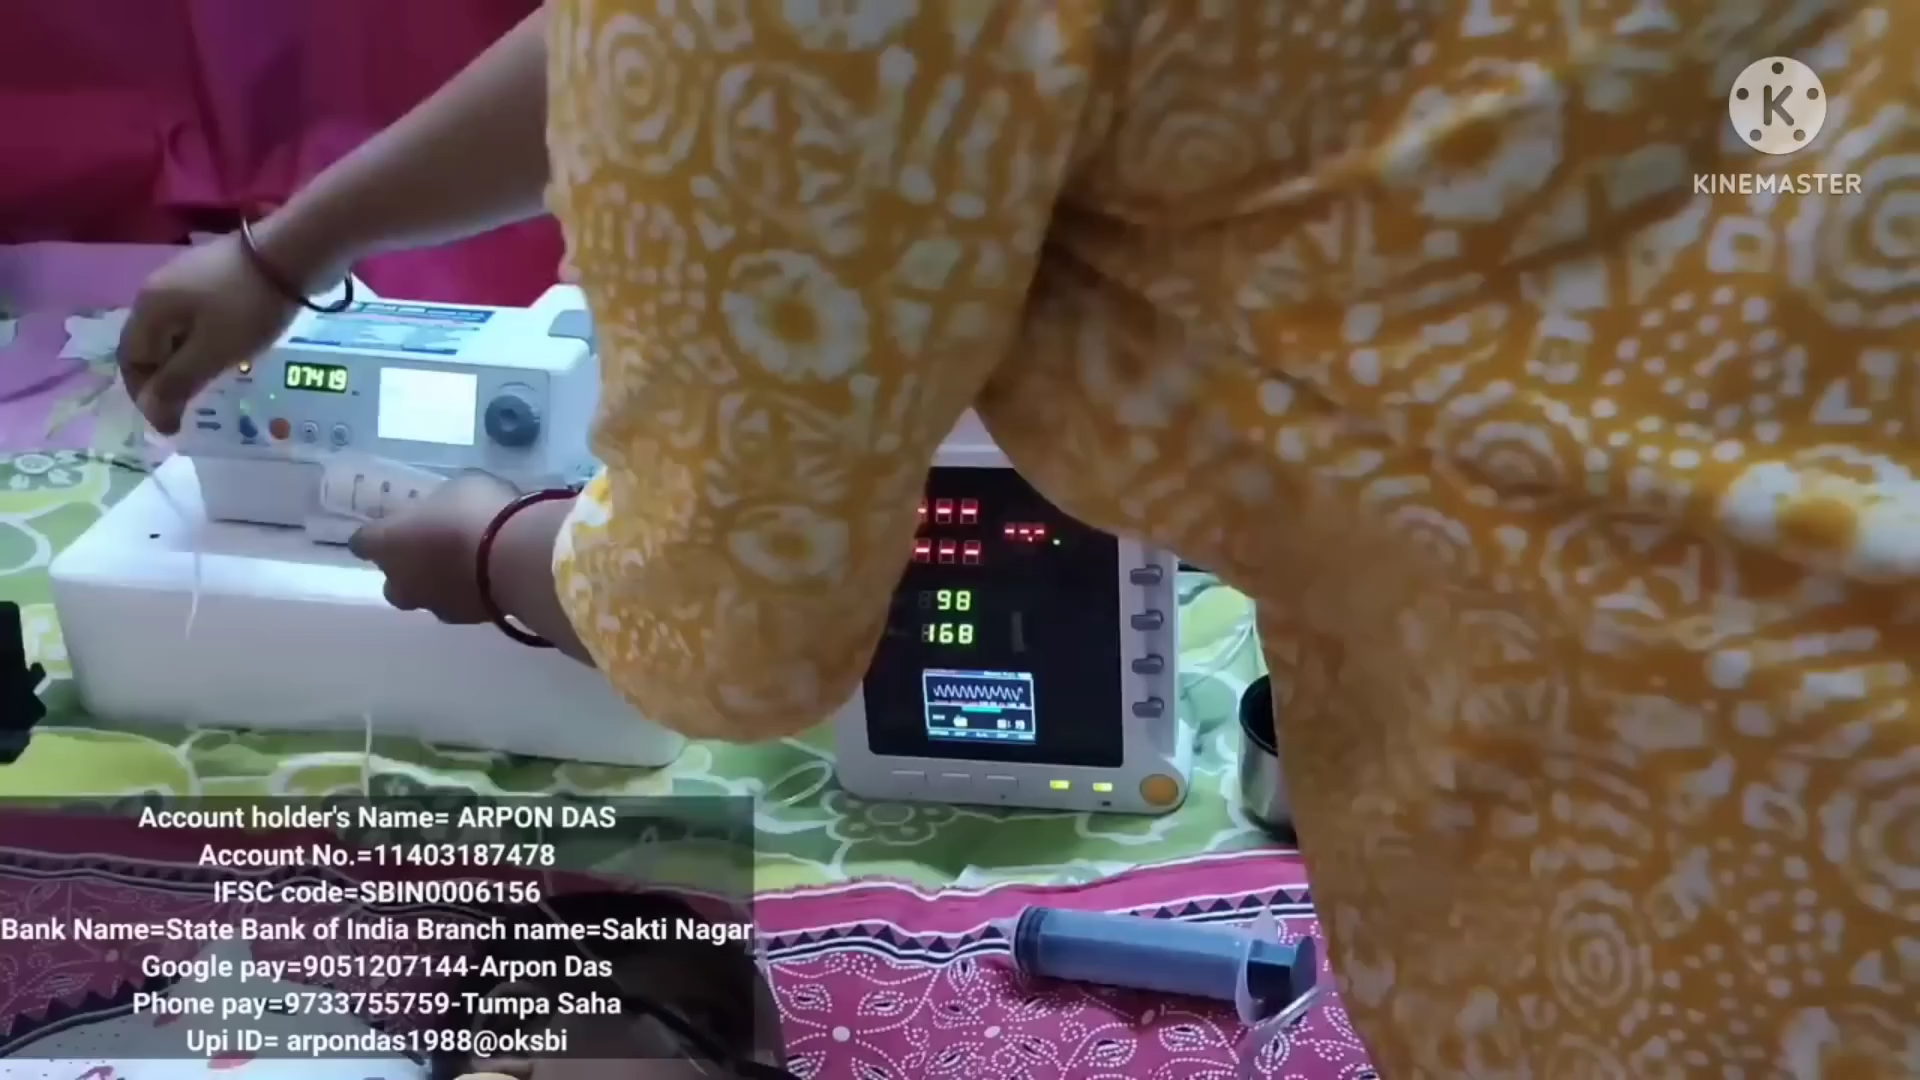 K
KINEMASTER
07419
98
168
Account holder's Name= ARPON DAS
Account No.=11403187478
IFSC code=SBIN0006156
Bank Name=State Bank of India Branch name=Sakti Nagar
Google pay=9051207144-Arpon Das
Phone pay=9733755759-Tumpa Saha
Upi ID= arpondas1988@oksbi